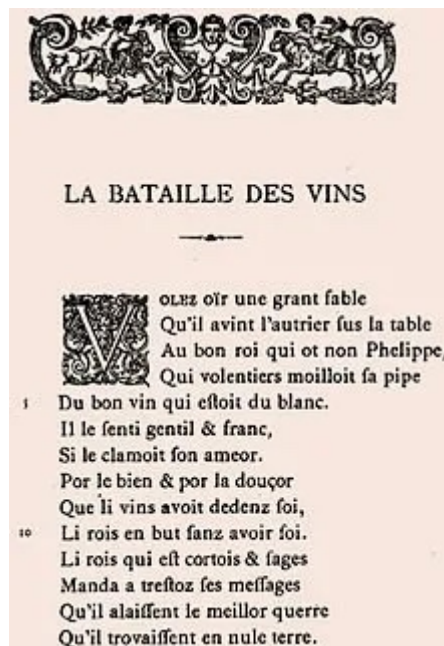 LA BATAILLE DES VINS
VOLEZ oïr une grant fable
Qu'il avint l'autrier ſus la table
Au bon roi qui ot non Phelippe,
Qui volentiers moilloit ſa pipe
5 Du bon vin qui eſtoit du blanc.
Il le ſenti gentil & franc,
Si le clamoit ſon ameor.
Por le bien & por la douçor
Que li vins avoit dedenz ſoi,
10 Li rois en but ſanz avoir ſoi.
Li rois qui eſt cortois & ſages
Manda a treſtoz ſes meſſages
Qu'il alaiſſent le meillor querre
Qu'il trovaiſſent en nule terre.